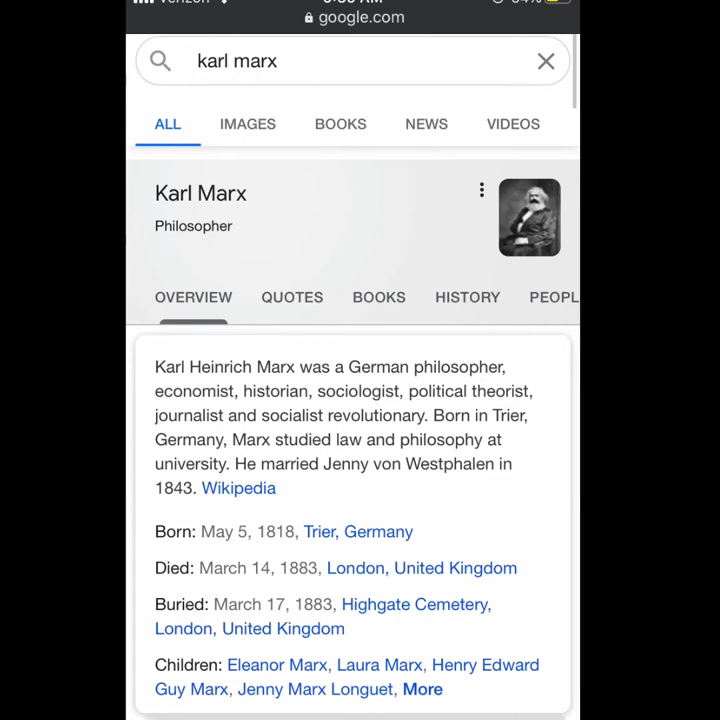 google.com
karl marx
ALL IMAGES BOOKS NEWS VIDEOS
Karl Marx
Philosopher
OVERVIEW QUOTES BOOKS HISTORY PEOPL
Karl Heinrich Marx was a German philosopher,
economist, historian, sociologist, political theorist,
journalist and socialist revolutionary. Born in Trier,
Germany, Marx studied law and philosophy at
university. He married Jenny von Westphalen in
1843. Wikipedia
Born: May 5, 1818, Trier, Germany
Died: March 14, 1883, London, United Kingdom
Buried: March 17, 1883, Highgate Cemetery,
London, United Kingdom
Children: Eleanor Marx, Laura Marx, Henry Edward
Guy Marx, Jenny Marx Longuet, More